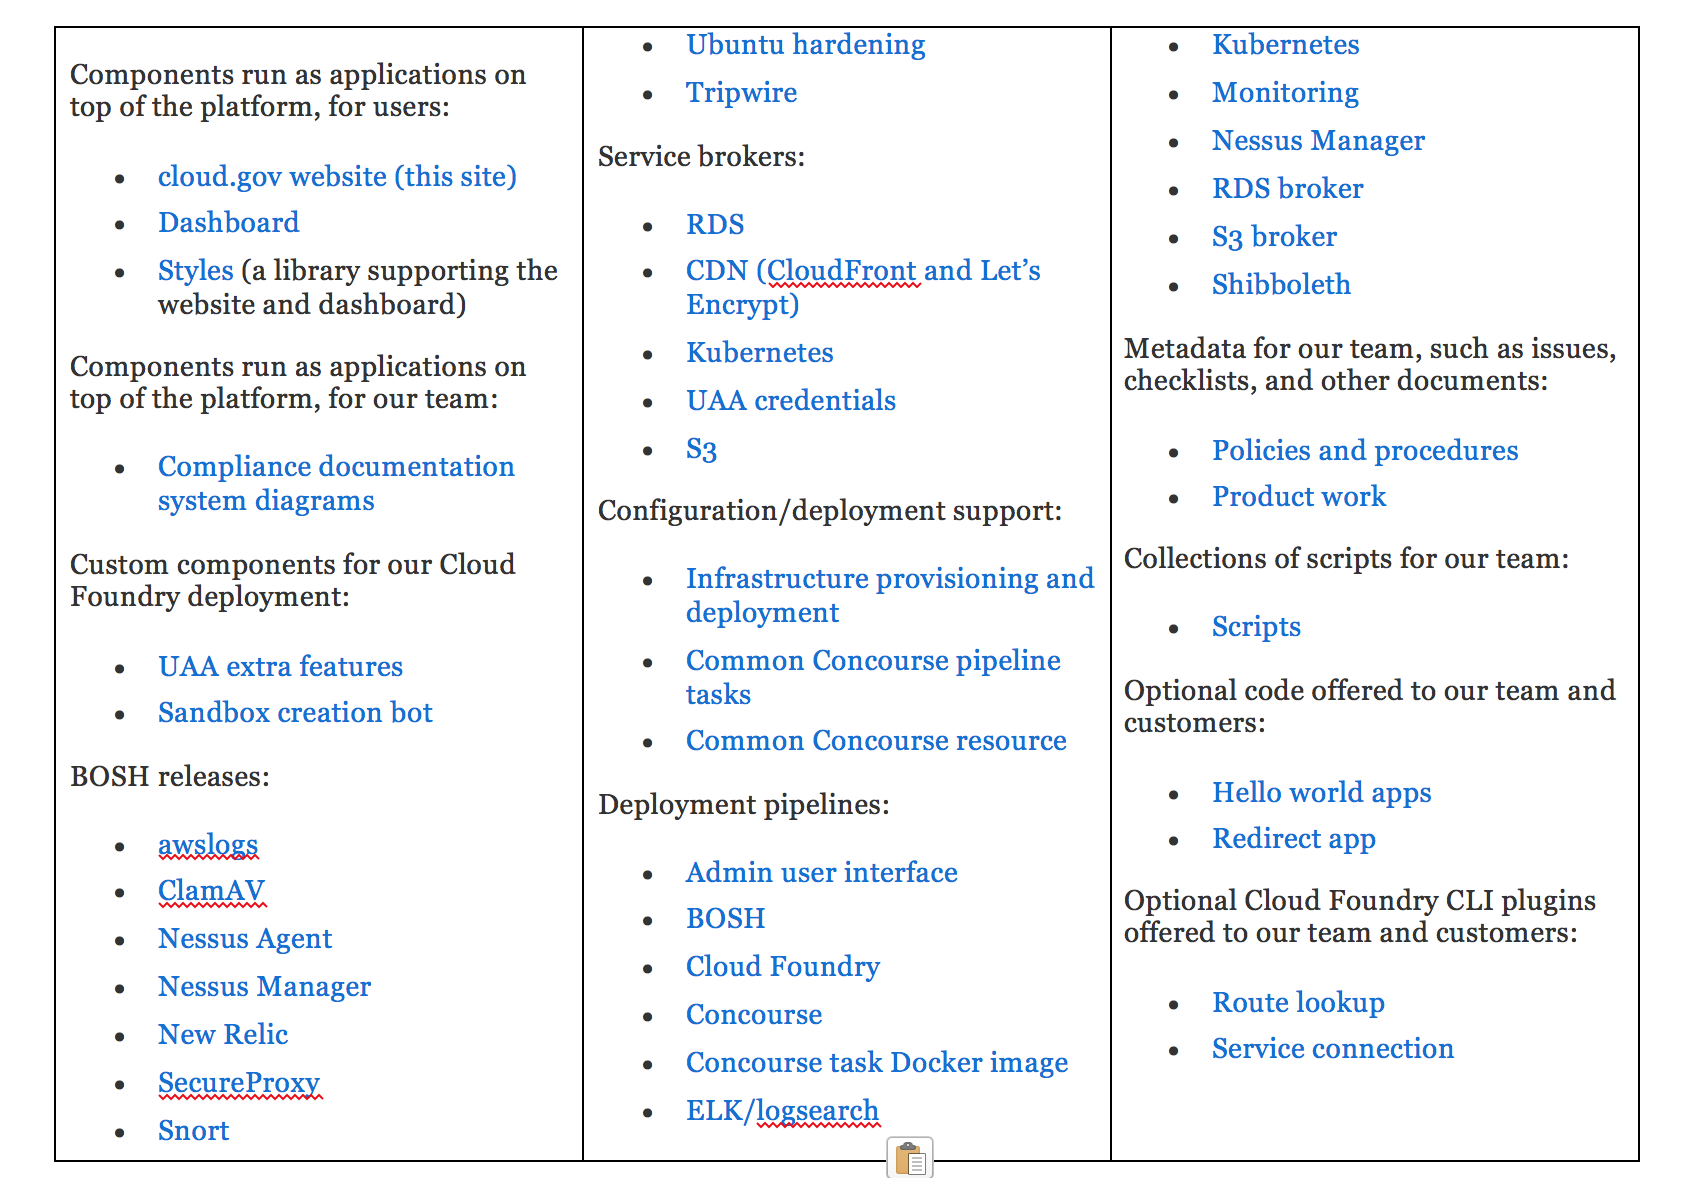 Components run as applications on
top of the platform, for users:
cloud.gov website (this site)
Dashboard
Styles (a library supporting the
website and dashboard)
Components run as applications on
top of the platform, for our team:
Compliance documentation
system diagrams
Custom components for our Cloud
Foundry deployment:
UAA extra features
Sandbox creation bot
BOSH releases:
awslogs
ClamAV
Nessus Agent
Nessus Manager
New Relic
SecureProxy
Snort
Ubuntu hardening
Tripwire
Service brokers:
RDS
CDN (CloudFront and Let’s
Encrypt)
Kubernetes
UAA credentials
S3
Configuration/deployment support:
Infrastructure provisioning and
deployment
Common Concourse pipeline
tasks
Common Concourse resource
Deployment pipelines:
Admin user interface
BOSH
Cloud Foundry
Concourse
Concourse task Docker image
ELK/logsearch
Kubernetes
Monitoring
Nessus Manager
RDS broker
S3 broker
Shibboleth
Metadata for our team, such as issues,
checklists, and other documents:
Policies and procedures
Product work
Collections of scripts for our team:
Scripts
Optional code offered to our team and
customers:
Hello world apps
Redirect app
Optional Cloud Foundry CLI plugins
offered to our team and customers:
Route lookup
Service connection